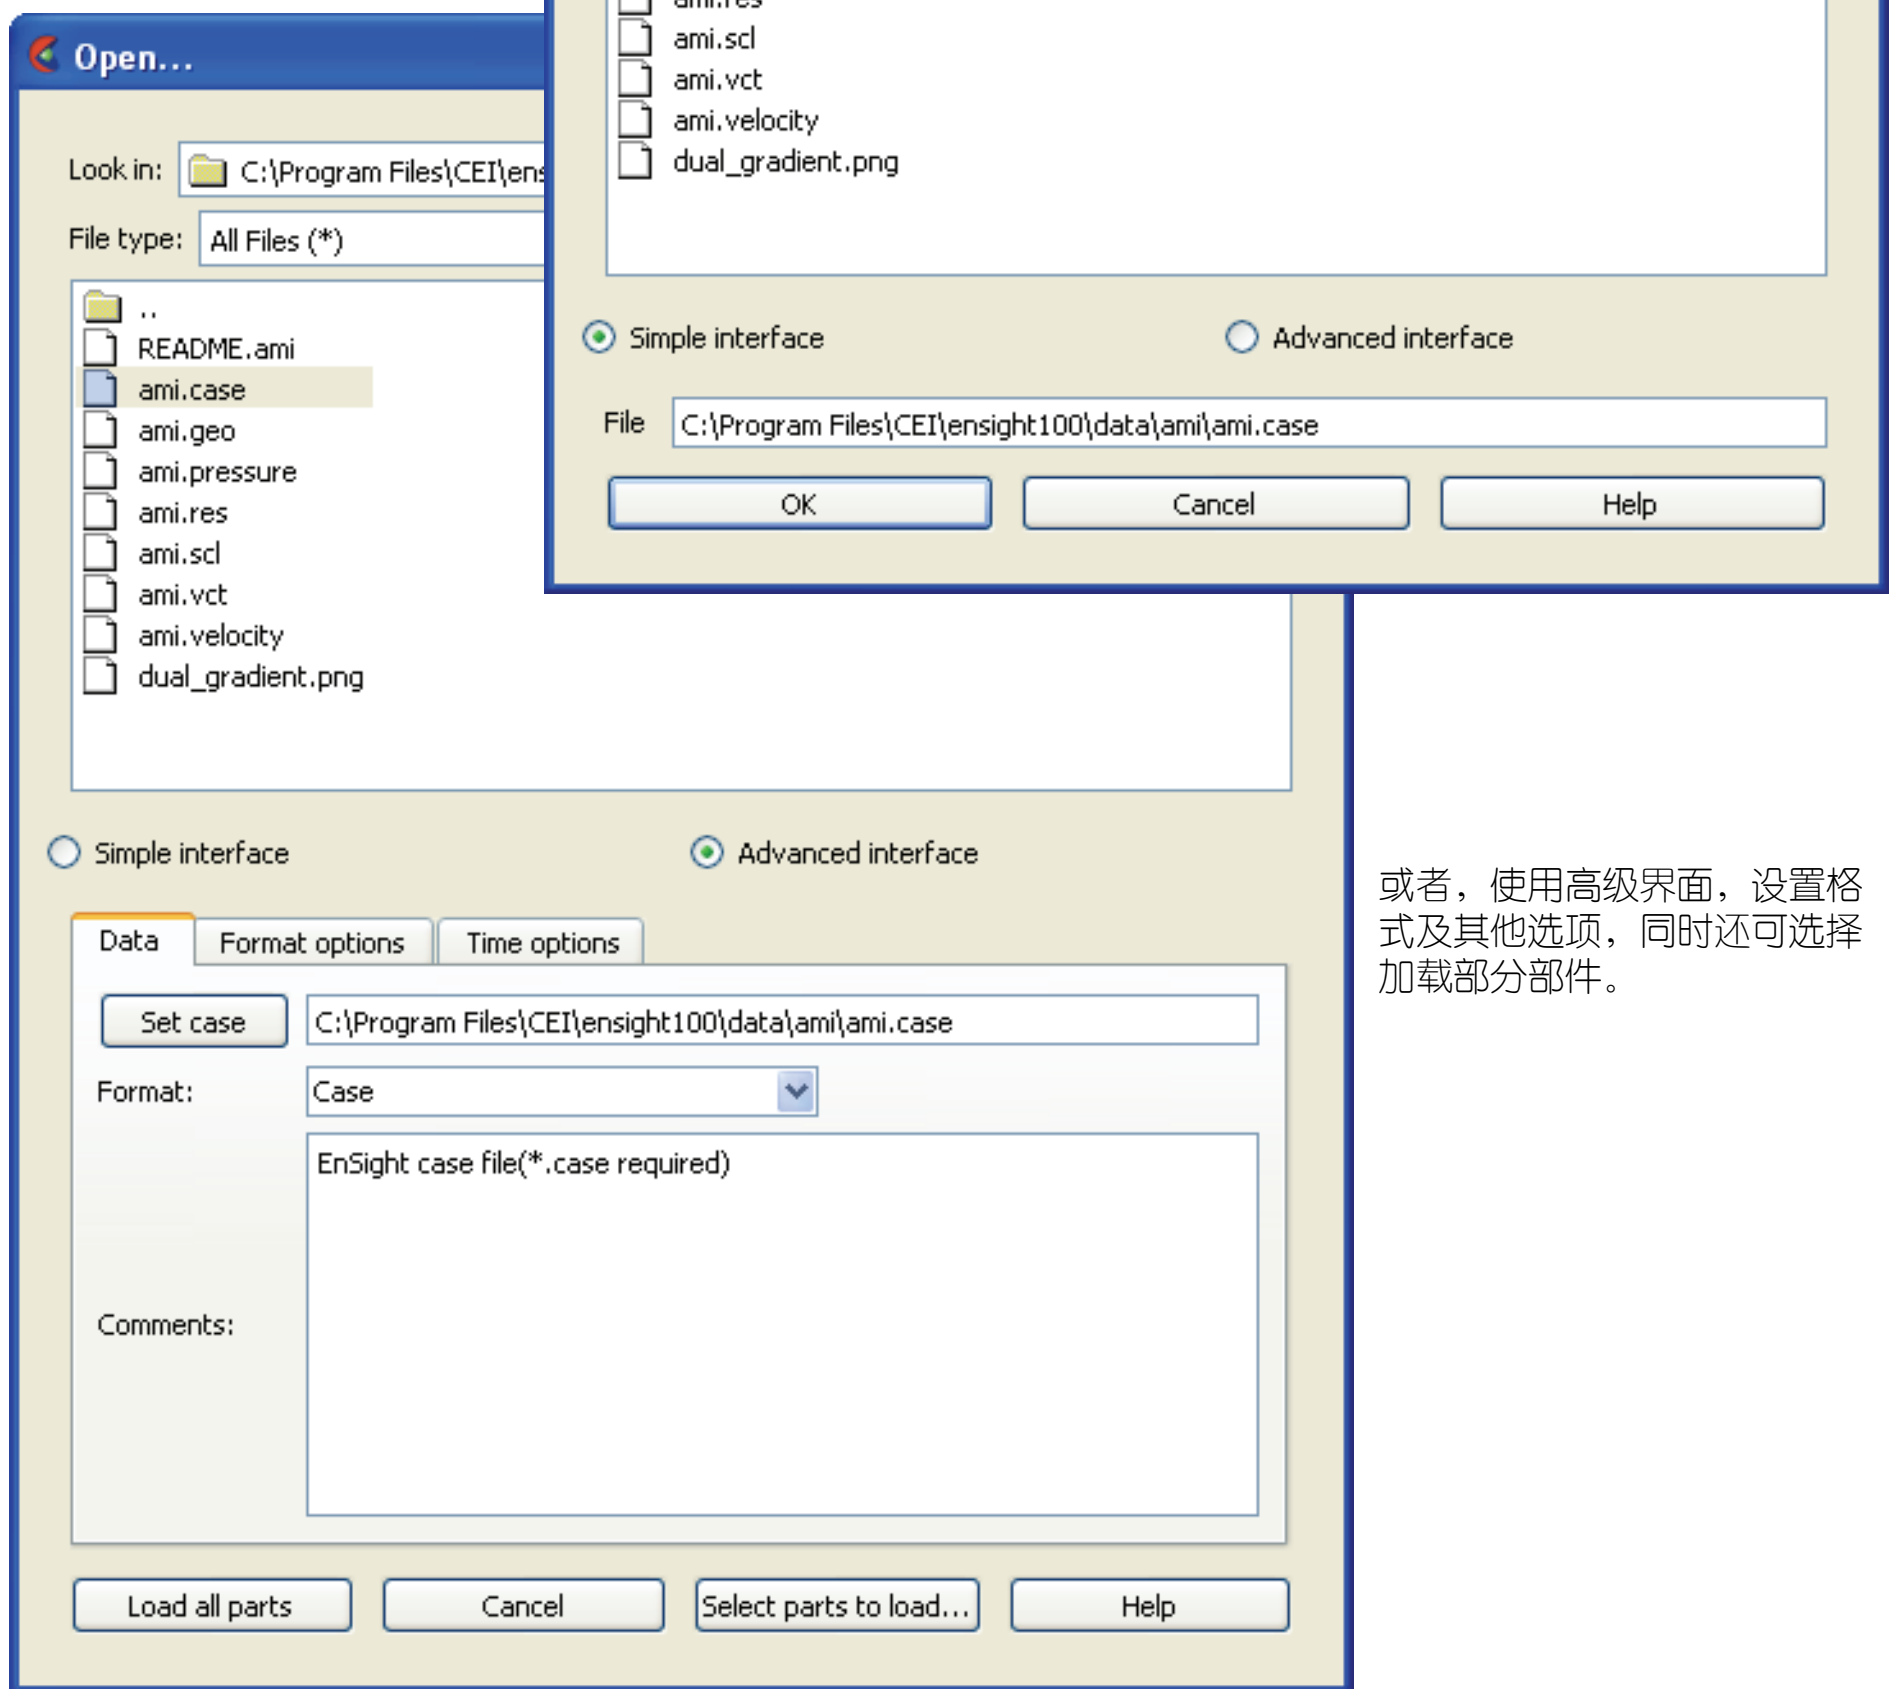 Open...
Look in:
C:\Program Files\CEI\ens
File type:
All Files (*)
..
README.ami
ami.case
ami.geo
ami.pressure
ami.res
ami.scl
ami.vct
ami.velocity
dual_gradient.png
ami.res
ami.scl
ami.vct
ami.velocity
dual_gradient.png
Simple interface
Advanced interface
File
C:\Program Files\CEI\ensight100\data\ami\ami.case
OK
Cancel
Help
Simple interface
Advanced interface
Data
Format options
Time options
Set case
C:\Program Files\CEI\ensight100\data\ami\ami.case
Format:
Case
EnSight case file(*.case required)
Comments:
Load all parts
Cancel
Select parts to load...
Help
或者，使用高级界面，设置格
式及其他选项，同时还可选择
加载部分部件。